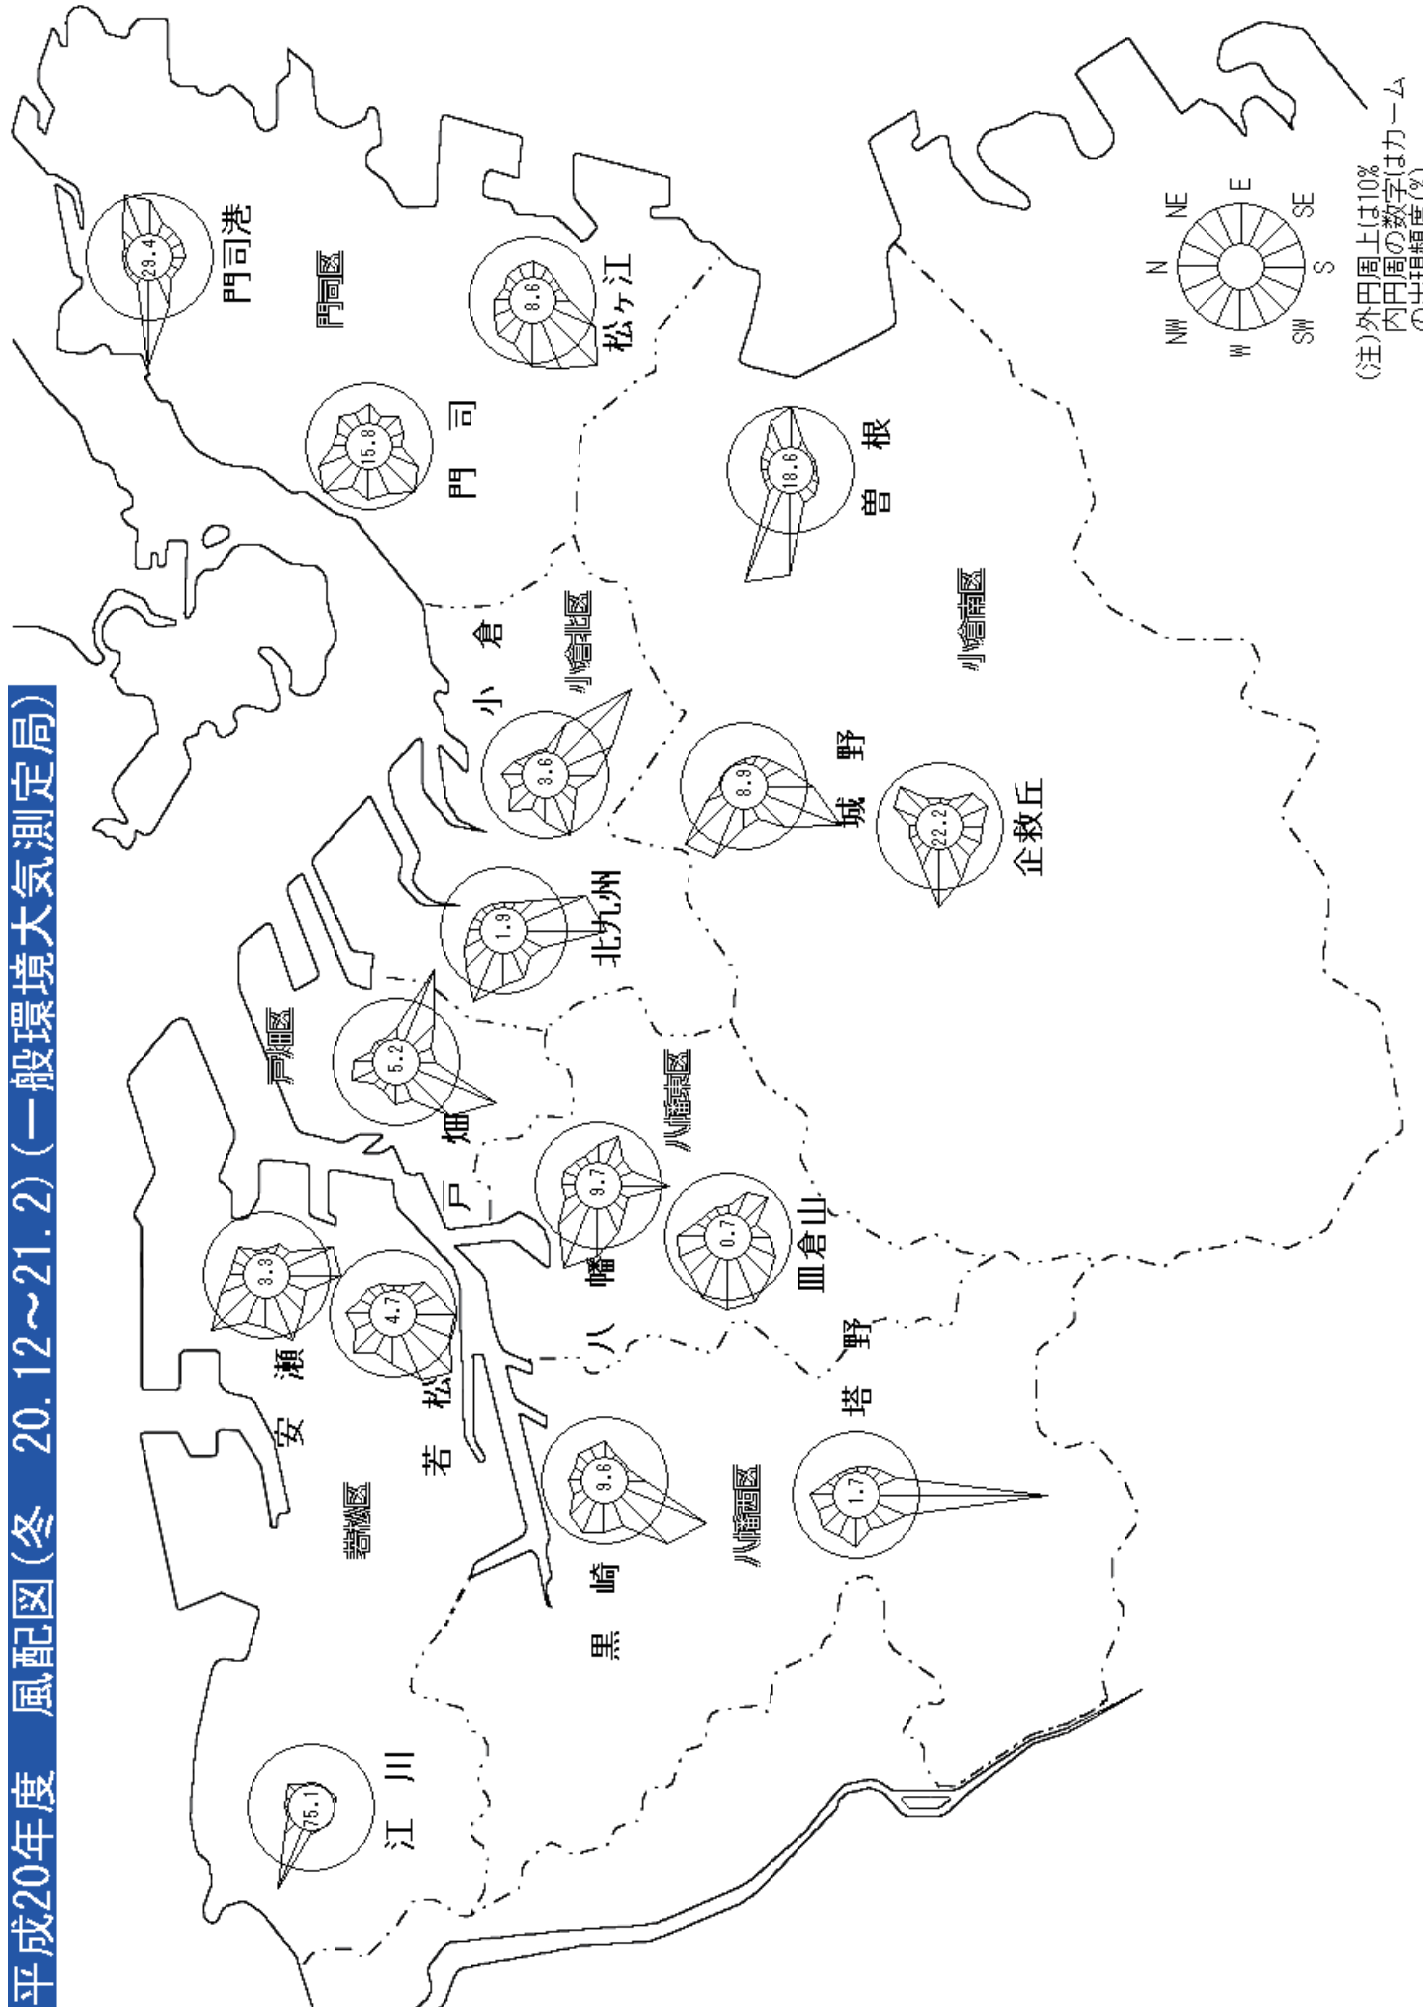 平成20年度 風配図(冬 20.12～21.2)(一般環境大気測定局)
江川
75.1
若松区
安瀬
3.3
若松
4.7
戸畑区
戸畑
5.2
門司港
29.4
門司区
門司
15.8
松ヶ江
8.6
小倉
3.6
小倉北区
北九州
1.9
八幡
9.7
八幡東区
皿倉山
0.7
黒崎
9.6
八幡西区
塔野
1.7
城野
8.9
企救丘
22.2
曽根
18.6
小倉南区
N
NE
E
SE
S
SW
W
NW
(注)外円周上は10%
内円周の数字はカーム
の出現頻度(%)